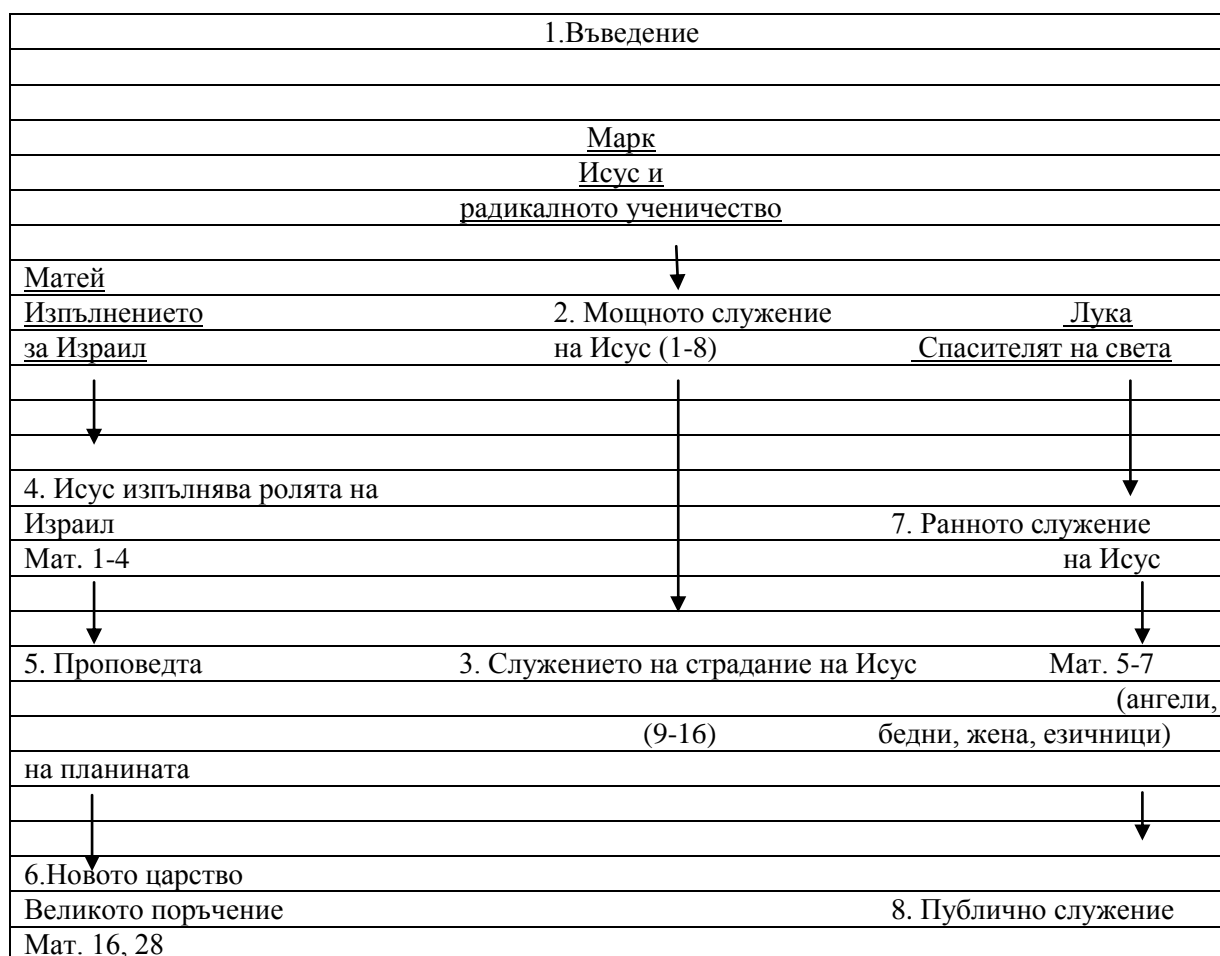 1.Въведение
Марк
Исус и
радикалното ученичество
Матей
Изпълнението 2. Мощното служение Лука
за Израил на Исус (1-8) Спасителят на света
4. Исус изпълнява ролята на
Израил 7. Ранното служение
Мат. 1-4 на Исус
5. Проповедта 3. Служението на страдание на Исус Мат. 5-7
(ангели,
(9-16) бедни, жена, езичници)
на планината
6.Новото царство
Великото поръчение 8. Публично служение
Мат. 16, 28